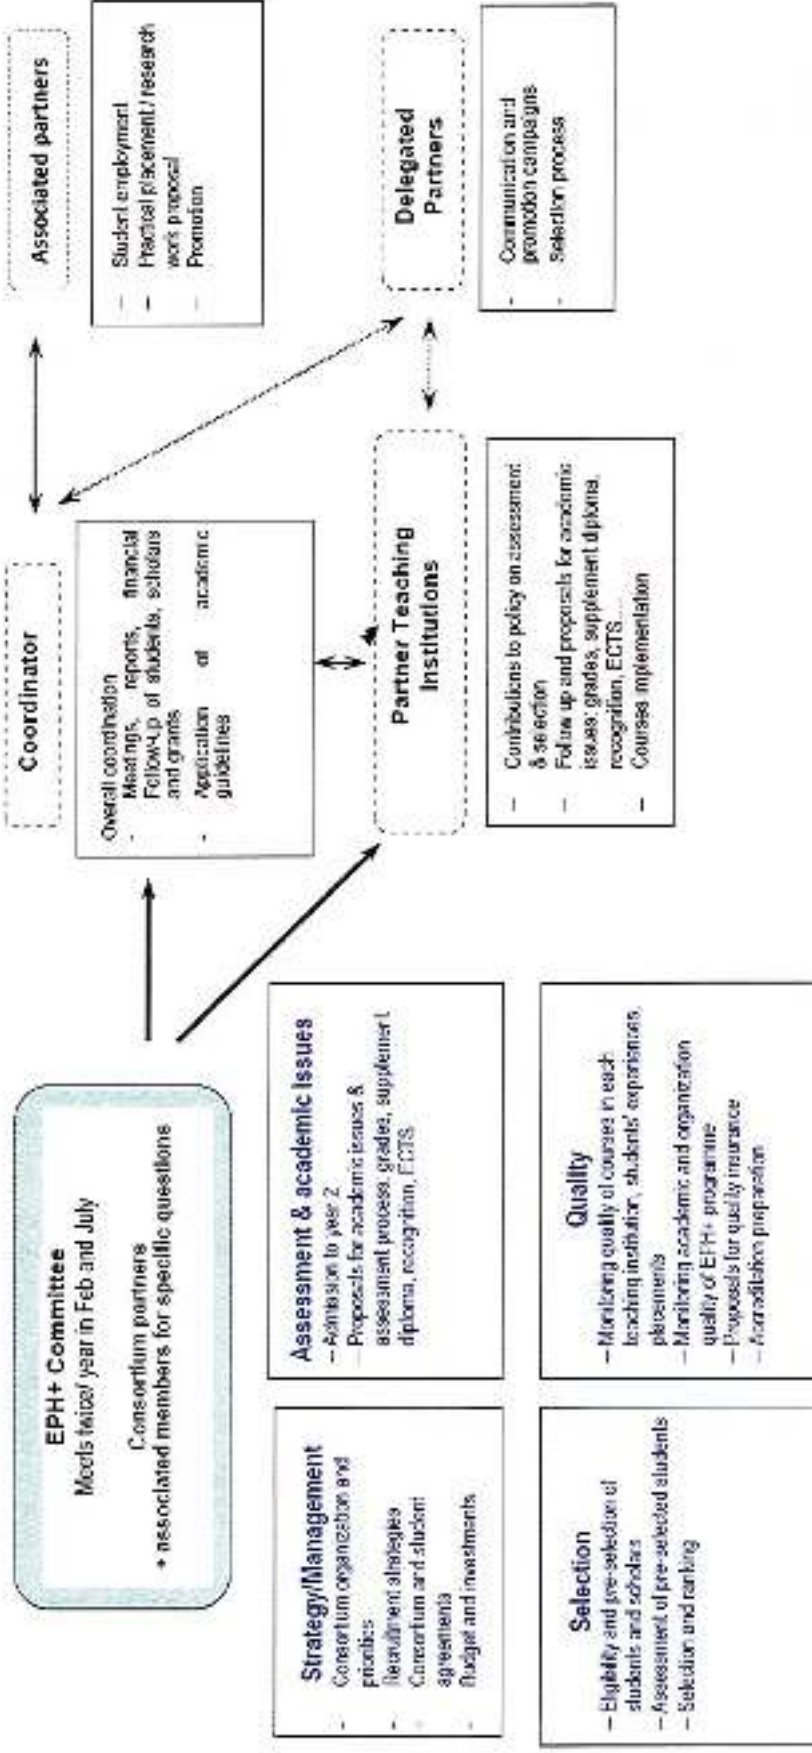 EPH+ Committee
Meets twice/ year in Feb and July
Consortium partners
+ associated members for specific questions
Strategy/Management
- Consortium organization and
priorities
- Recruitment strategies
- Consortium and student
agreements
- Budget and investments
Assessment & academic issues
– Admission to year 2
– Proposals for academic issues &
assessment process, grades, supplement
diploma, recognition, ECTS
Selection
– Eligibility and pre-selection of
students and scholars
– Assessment of pre-selected students
– Selection and ranking
Quality
– Monitoring quality of courses in each
teaching institution, students' experiences,
placements
– Monitoring academic and organization
quality of EPH+ programme
– Proposals for quality insurance
– Accreditation preparation
Coordinator
Overall coordination
- Meetings, reports, financial
Follow-up of students, scholars
and grants
- Application of academic
guidelines
Partner Teaching
Institutions
– Contributions to policy on assessment
& selection
– Follow up and proposals for academic
issues: grades, supplement diploma,
recognition, ECTS…
– Courses implementation
Associated partners
– Student employment
– Practical placement / research
work proposal
– Promotion
Delegated
Partners
- Communication and
promotion campaigns
- Selection process